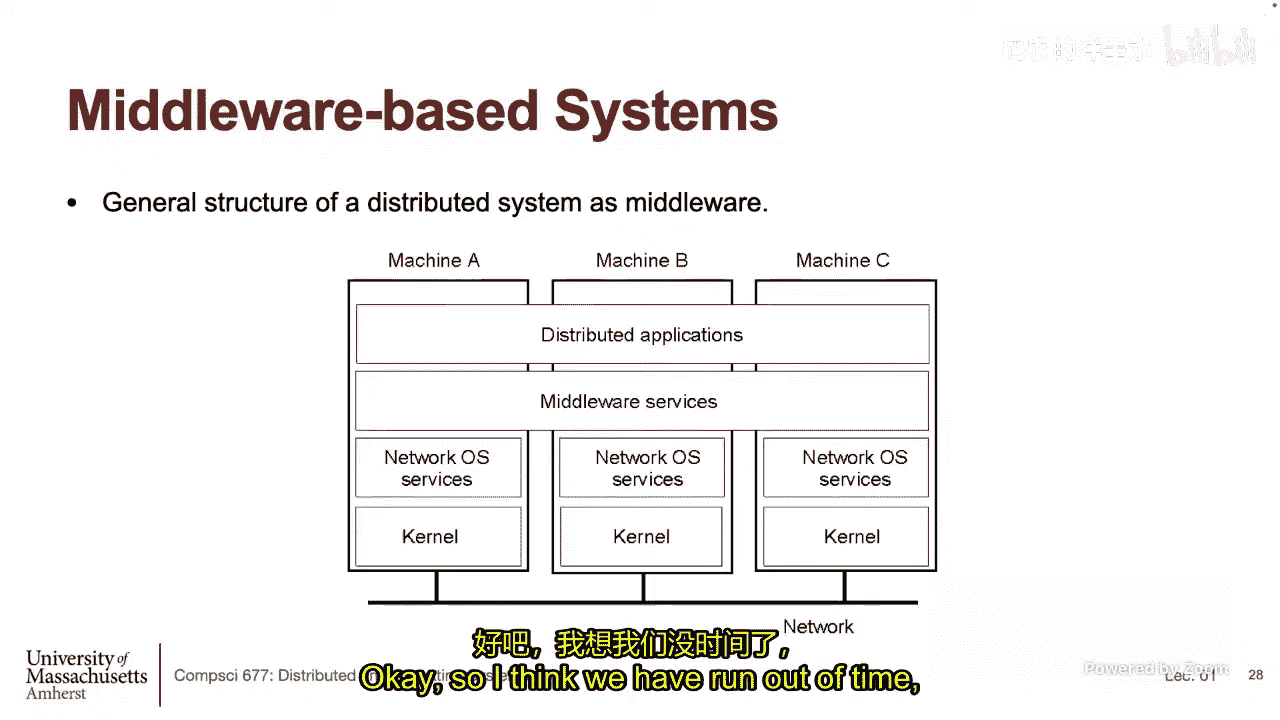 bilibili
Middleware-based Systems
• General structure of a distributed system as middleware.
Machine A Machine B Machine C
Distributed applications
Middleware services
Network OS services Network OS services Network OS services
Kernel Kernel Kernel
Network
好吧，我想我们没时间了，
Okay, so I think we have run out of time,
University of Massachusetts Amherst
Compsci 677: Distributed
Powered by Zoom
Lec. 01
28